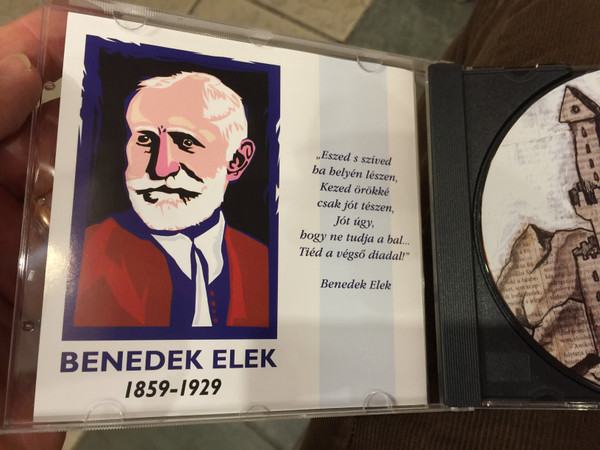 „Eszed s szíved
ha helyén lészen,
Kezed örökké
csak jót tészen,
Jót úgy,
hogy ne tudja a bal...
Tiéd a végső diadal!”
Benedek Elek
BENEDEK ELEK
1859-1929